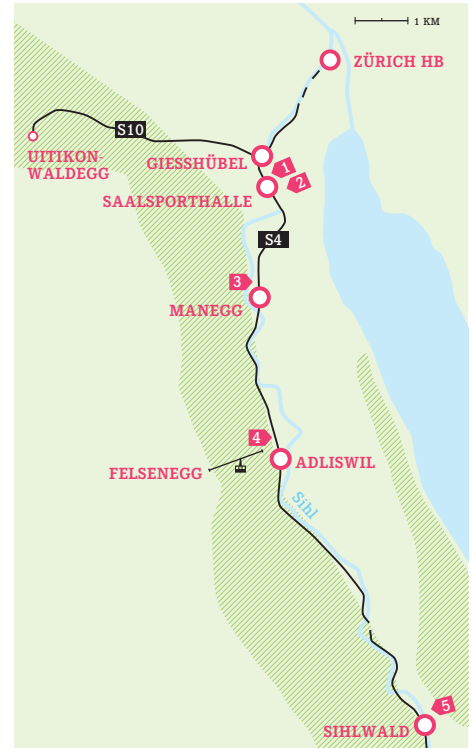 1 KM
ZÜRICH HB
S10
UITIKON-
WALDEGG
GIESSHÜBEL
1
2
SAALSPORTHALLE
S4
3
MANEGG
4
FELSENEGG
ADLISWIL
Sihl
5
SIHLWALD